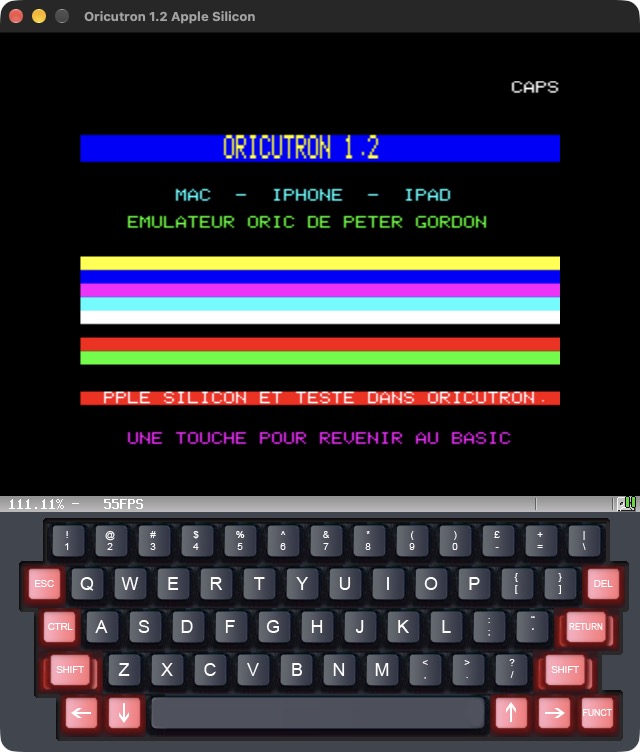 Oricutron 1.2 Apple Silicon
CAPS
ORICUTRON 1.2
MAC - IPHONE - IPAD
EMULATEUR ORIC DE PETER GORDON
PPLE SILICON ET TESTE DANS ORICUTRON.
UNE TOUCHE POUR REVENIR AU BASIC
111.11% - 55FPS
! @ # $ % ^ & * ( ) £ + |
1 2 3 4 5 6 7 8 9 0 - = \
ESC Q W E R T Y U I O P { [ } ] DEL
CTRL A S D F G H J K L : ; " ' RETURN
SHIFT Z X C V B N M < , > . ? / SHIFT
← ↓ ↑ → FUNCT